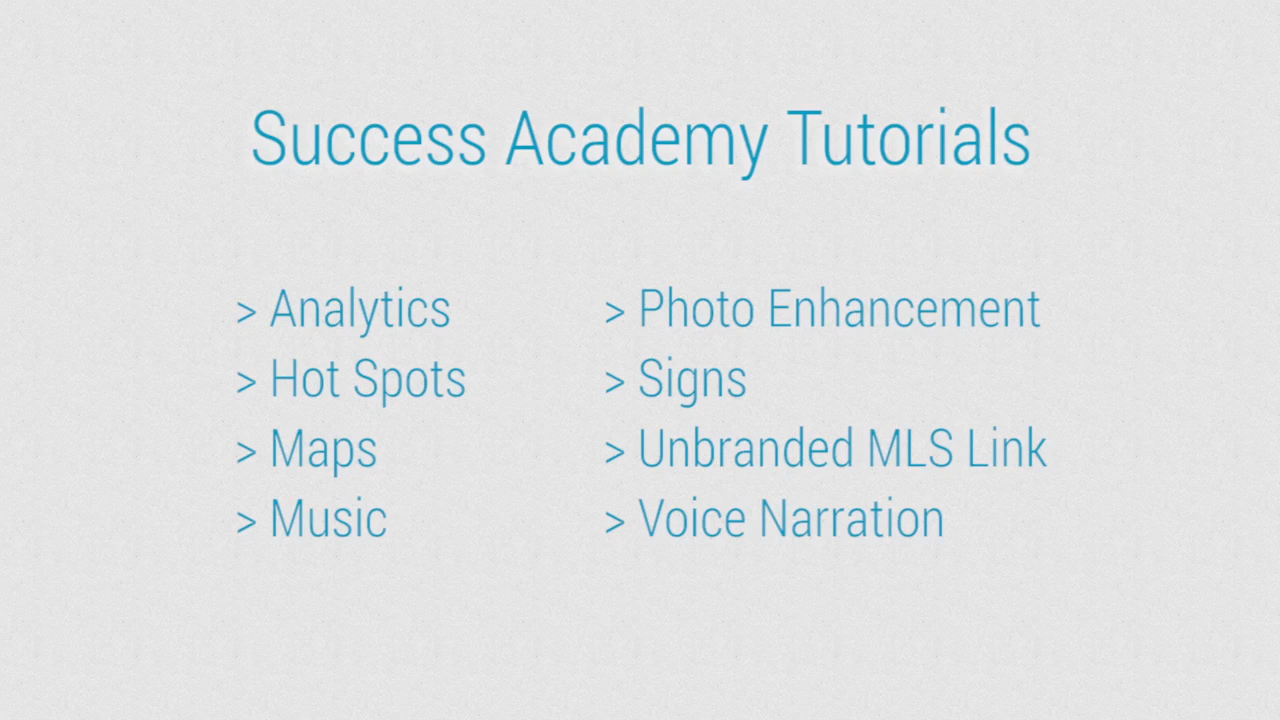 Success Academy Tutorials
> Analytics
> Hot Spots
> Maps
> Music
> Photo Enhancement
> Signs
> Unbranded MLS Link
> Voice Narration